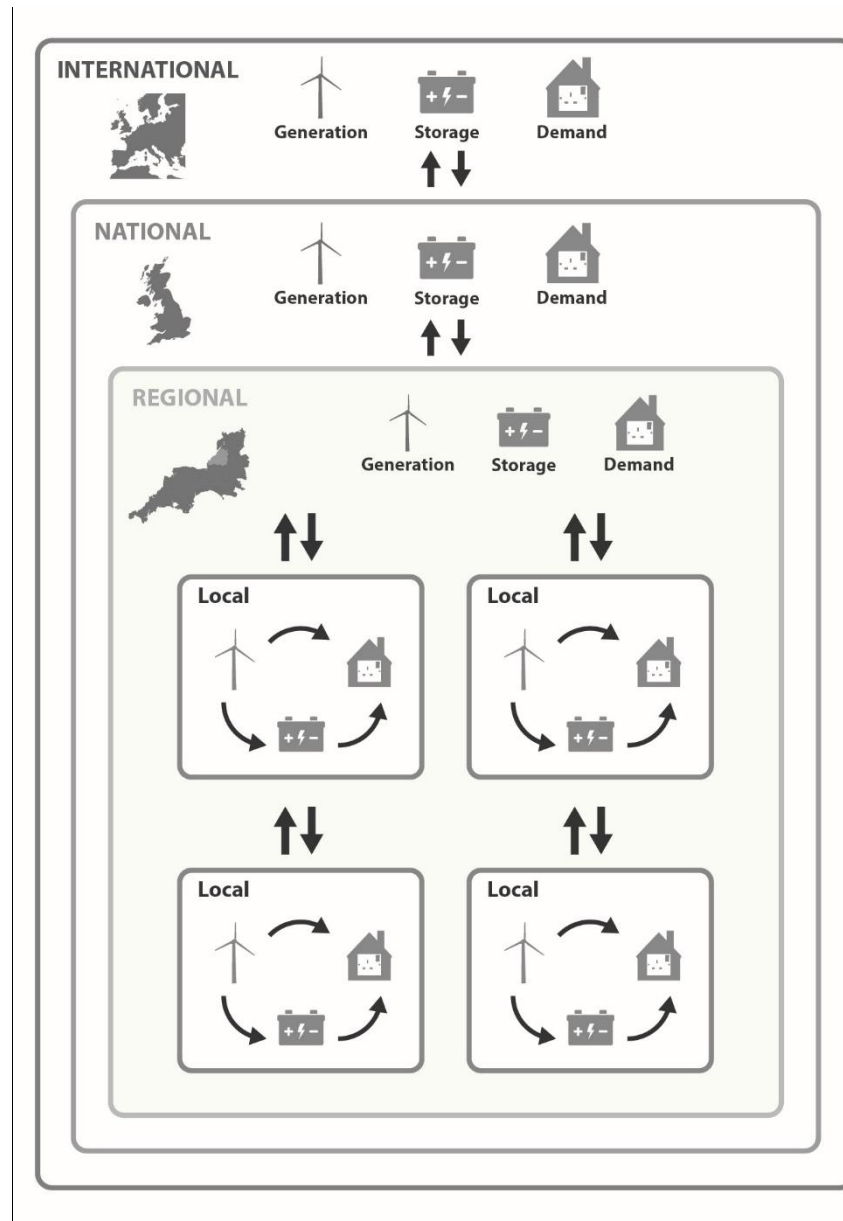 INTERNATIONAL
Generation
Storage
Demand
NATIONAL
Generation
Storage
Demand
REGIONAL
Generation
Storage
Demand
Local
Local
Local
Local